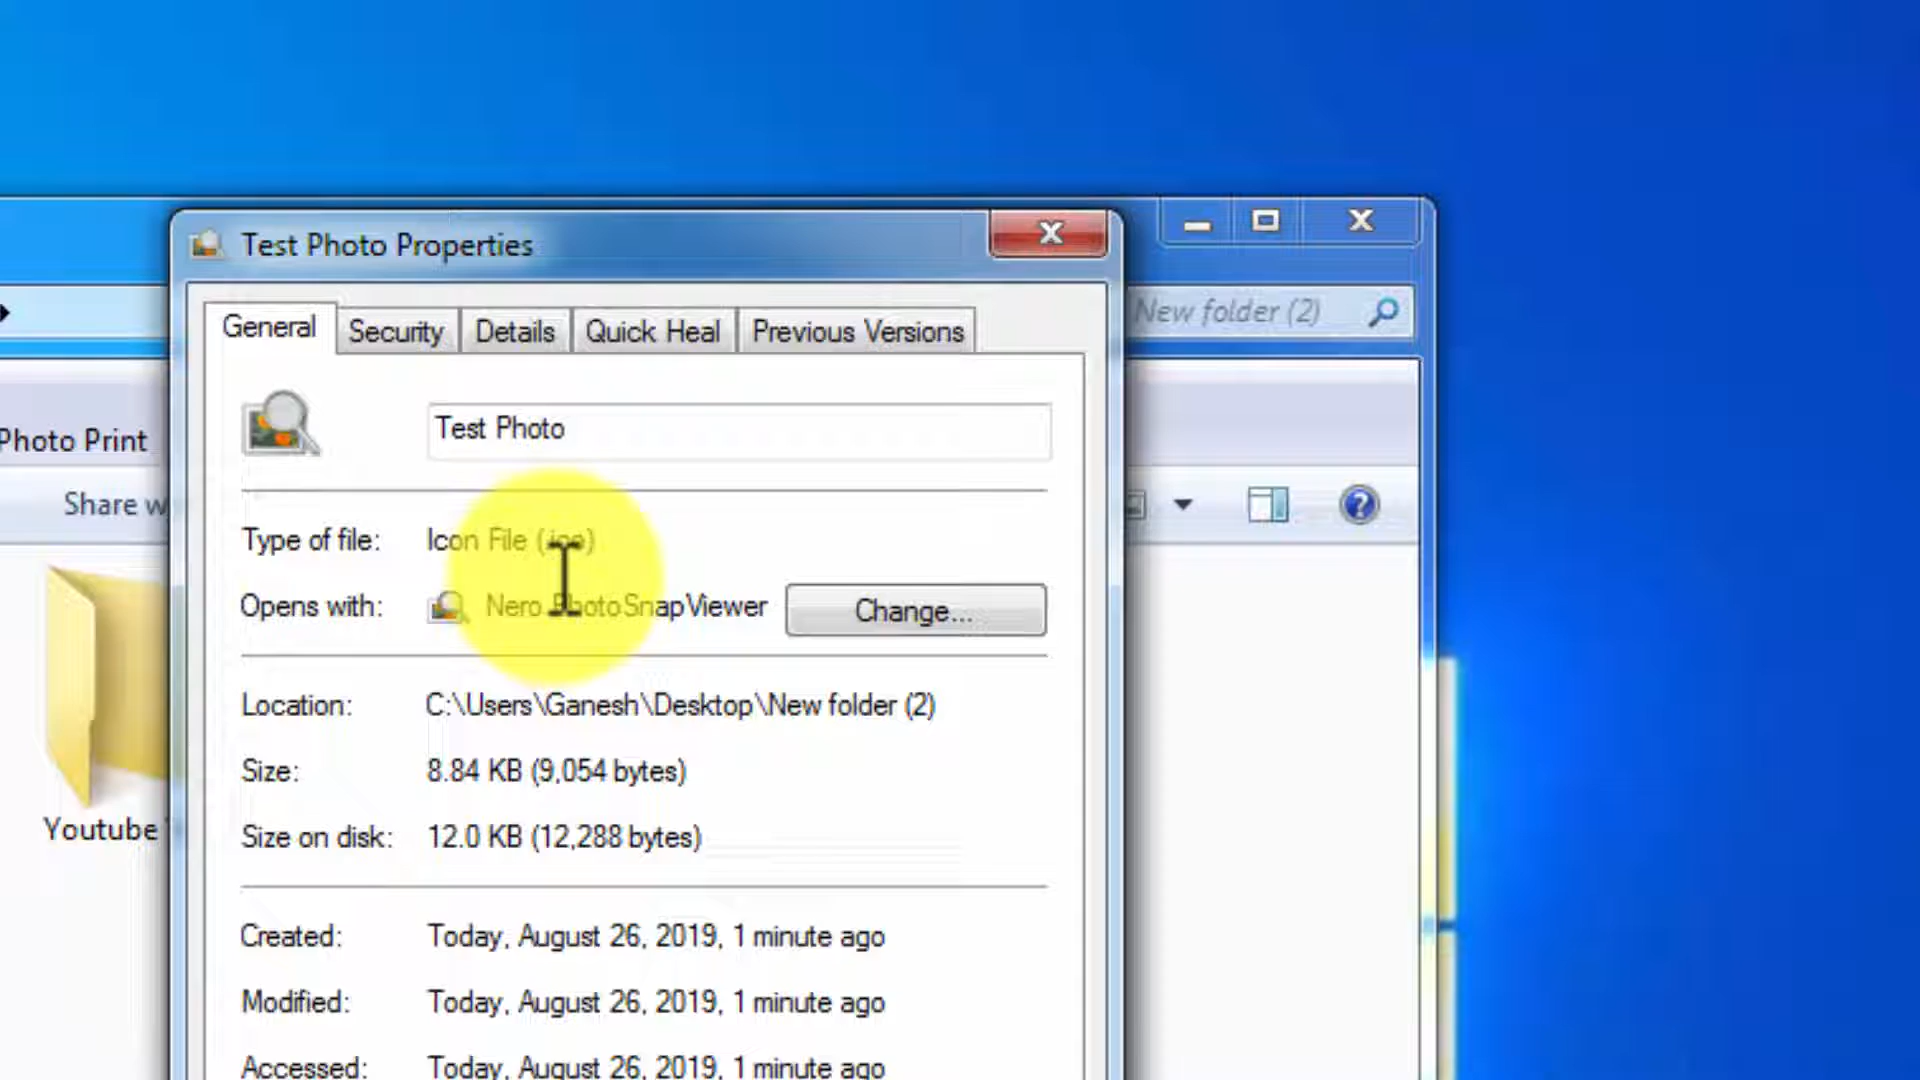 Test Photo Properties
New folder (2)
General Security Details Quick Heal Previous Versions
Photo Print
Test Photo
Share w
Type of file: Icon File (.ico)
Opens with: Nero PhotoSnapViewer Change...
Location: C:\Users\Ganesh\Desktop\New folder (2)
Size: 8.84 KB (9,054 bytes)
Youtube
Size on disk: 12.0 KB (12,288 bytes)
Created: Today, August 26, 2019, 1 minute ago
Modified: Today, August 26, 2019, 1 minute ago
Accessed: Today, August 26, 2019, 1 minute ago